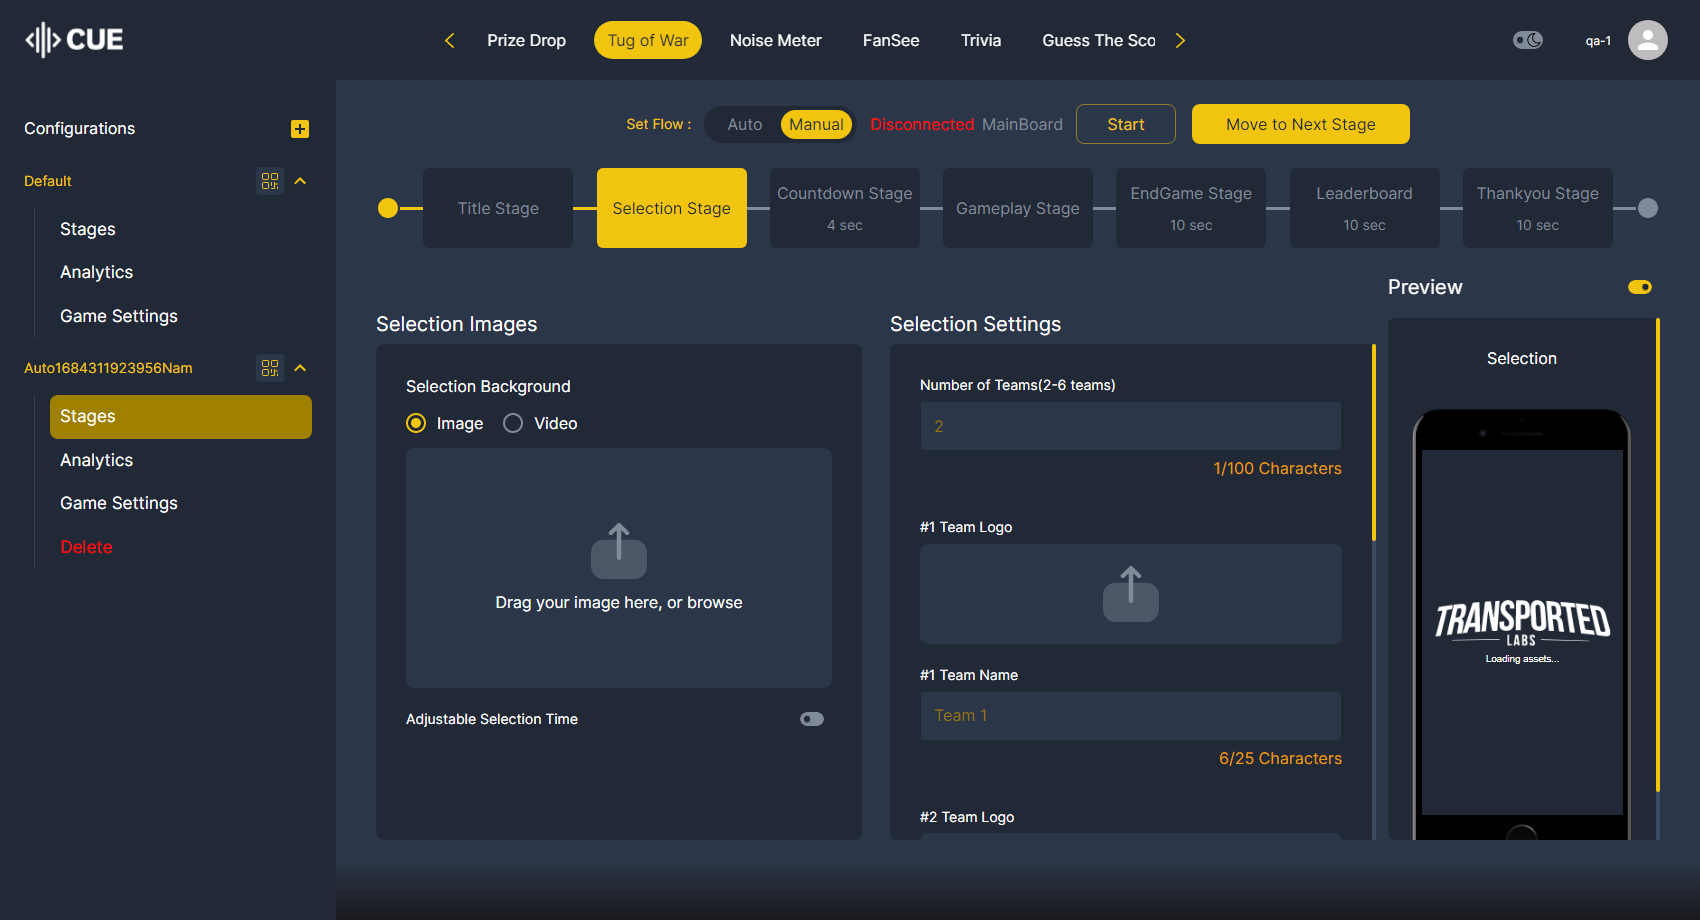 CUE
Prize Drop
Tug of War
Noise Meter
FanSee
Trivia
Guess The Sco
qa-1
Configurations
Default
Stages
Analytics
Game Settings
Auto1684311923956Nam
Stages
Analytics
Game Settings
Delete
Set Flow :
Auto
Manual
Disconnected MainBoard
Start
Move to Next Stage
Title Stage
Selection Stage
Countdown Stage
4 sec
Gameplay Stage
EndGame Stage
10 sec
Leaderboard
10 sec
Thankyou Stage
10 sec
Selection Images
Selection Background
Image
Video
Drag your image here, or browse
Adjustable Selection Time
Selection Settings
Number of Teams(2-6 teams)
2
1/100 Characters
#1 Team Logo
#1 Team Name
Team 1
6/25 Characters
#2 Team Logo
Preview
Selection
TRANSPORTED
LABS
Loading assets...